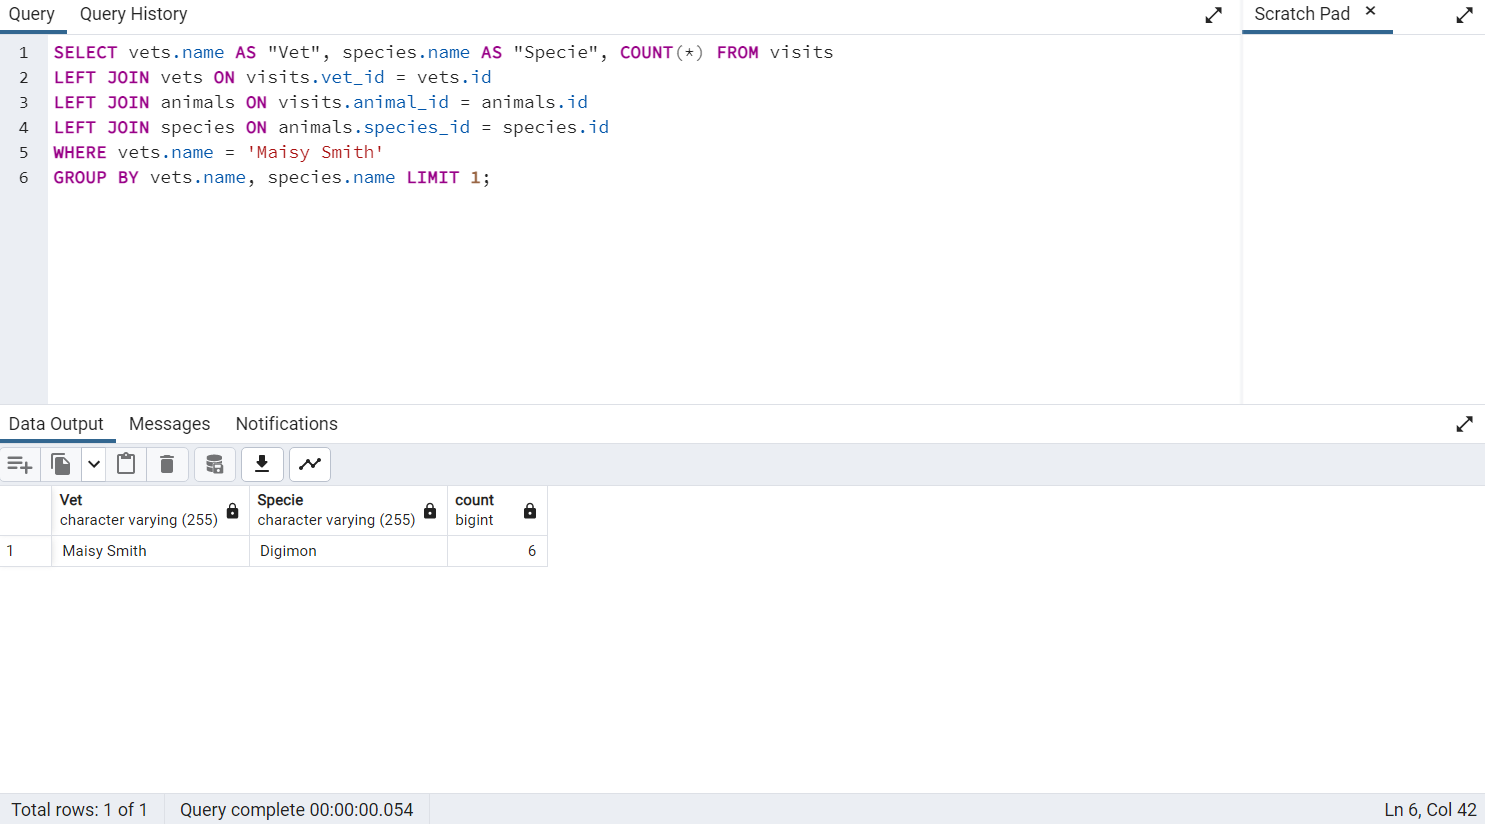 Query Query History Scratch Pad ×
1 SELECT vets.name AS "Vet", species.name AS "Specie", COUNT(*) FROM visits
2 LEFT JOIN vets ON visits.vet_id = vets.id
3 LEFT JOIN animals ON visits.animal_id = animals.id
4 LEFT JOIN species ON animals.species_id = species.id
5 WHERE vets.name = 'Maisy Smith'
6 GROUP BY vets.name, species.name LIMIT 1;
Data Output Messages Notifications
Vet Specie count
character varying (255) character varying (255) bigint
1 Maisy Smith Digimon 6
Total rows: 1 of 1 Query complete 00:00:00.054 Ln 6, Col 42